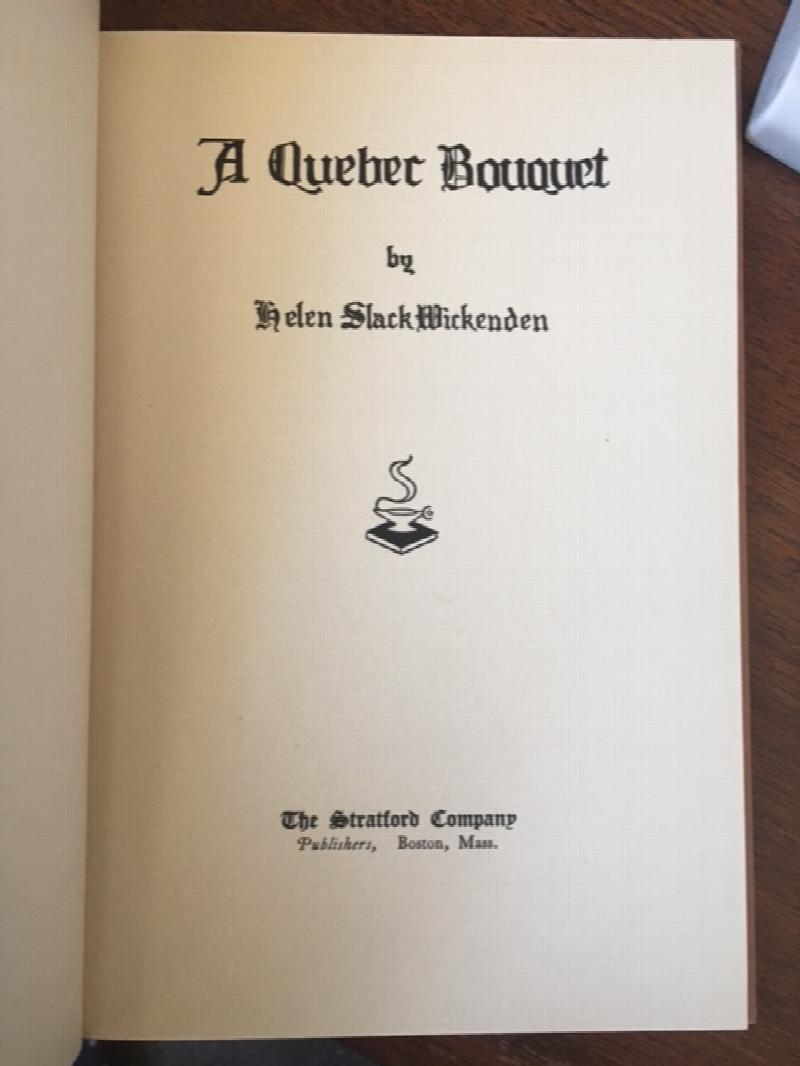 A Quebec Bouquet
by
Helen Slack Wickenden
The Stratford Company
Publishers, Boston, Mass.